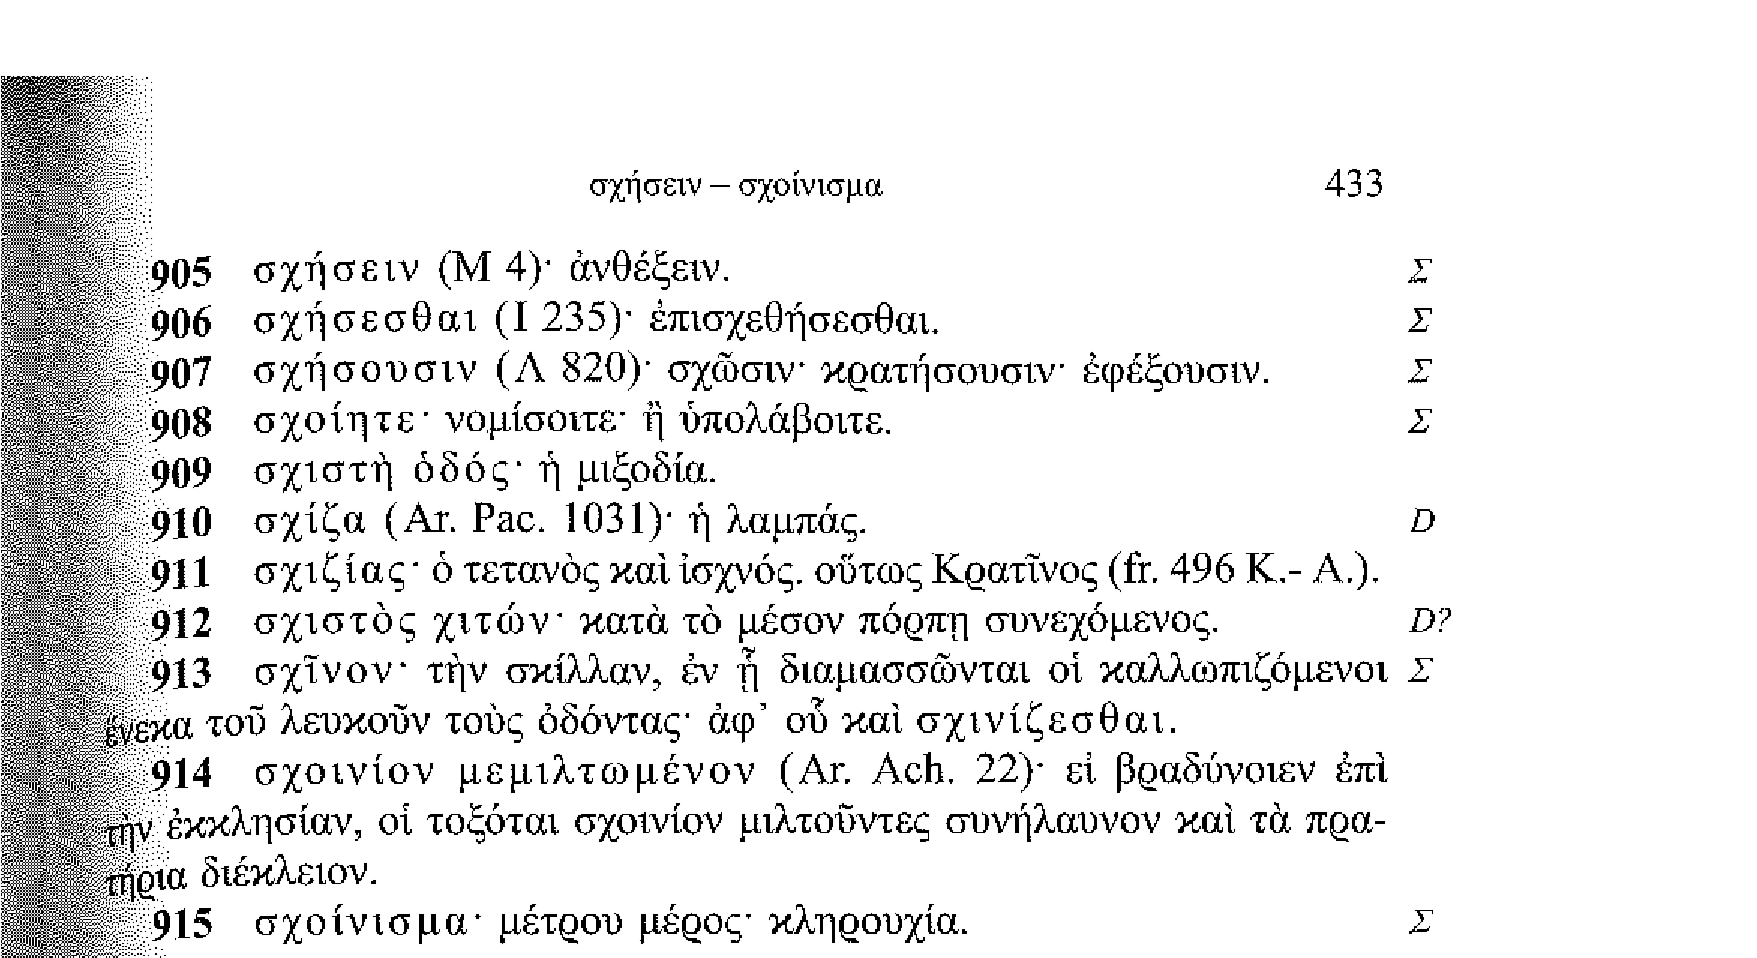 σχήσειν – σχοίνισμα 433
905 σχήσειν (Μ 4)· ἀνθέξειν. Σ
906 σχήσεσθαι (Ι 235)· ἐπισχεθήσεσθαι. Σ
907 σχήσουσιν (Λ 820)· σχῶσιν· κρατήσουσιν· ἐφέξουσιν. Σ
908 σχοίητε· νομίσοιτε· ἢ ὑπολάβοιτε. Σ
909 σχιστὴ ὁδός· ἡ μιξοδία.
910 σχίζα (Ar. Pac. 1031)· ἡ λαμπάς. D
911 σχιζίας· ὁ τετανὸς καὶ ἰσχνός. οὕτως Κρατῖνος (fr. 496 K.- A.).
912 σχιστὸς χιτών· κατὰ τὸ μέσον πόρπῃ συνεχόμενος. D?
913 σχῖνον· τὴν σκίλλαν, ἐν ᾗ διαμασσῶνται οἱ καλλωπιζόμενοι Σ
ἕνεκα τοῦ λευκοῦν τοὺς ὀδόντας· ἀφ’ οὗ καὶ σχινίζεσθαι.
914 σχοινίον μεμιλτωμένον (Ar. Ach. 22)· εἰ βραδύνοιεν ἐπὶ
τὴν ἐκκλησίαν, οἱ τοξόται σχοινίον μιλτοῦντες συνήλαυνον καὶ τὰ πρα-
τήρια διέκλειον.
915 σχοίνισμα· μέτρου μέρος· κληρουχία. Σ